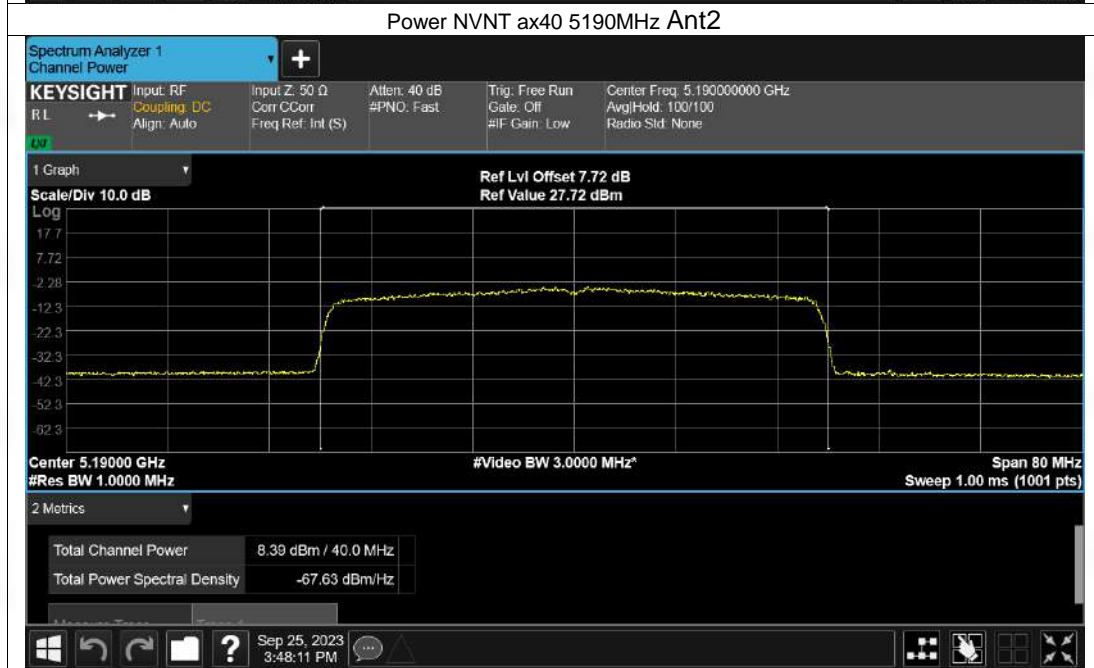 Power NVNT ax40 5190MHz Ant2
Spectrum Analyzer 1
Channel Power
+
KEYSIGHT
RL
LXI
Input: RF
Coupling: DC
Align: Auto
Input Z: 50 Ω
Corr CCorr
Freq Ref: Int (S)
Atten: 40 dB
#PNO: Fast
Trig: Free Run
Gate: Off
#IF Gain: Low
Center Freq: 5.190000000 GHz
Avg|Hold: 100/100
Radio Std: None
1 Graph
Scale/Div 10.0 dB
Ref Lvl Offset 7.72 dB
Ref Value 27.72 dBm
Log
17.7
7.72
-2.28
-12.3
-22.3
-32.3
-42.3
-52.3
-62.3
Center 5.19000 GHz
#Res BW 1.0000 MHz
#Video BW 3.0000 MHz*
Span 80 MHz
Sweep 1.00 ms (1001 pts)
2 Metrics
Total Channel Power 8.39 dBm / 40.0 MHz
Total Power Spectral Density -67.63 dBm/Hz
?
Sep 25, 2023
3:48:11 PM